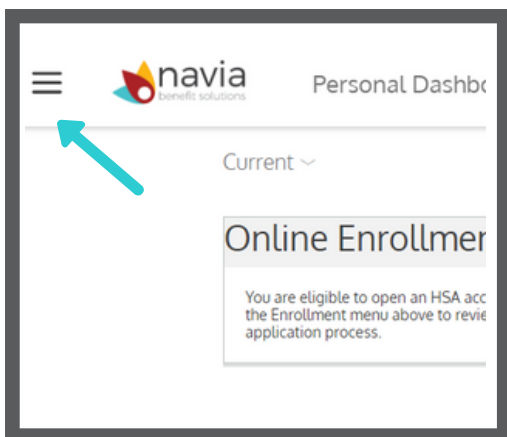 navia
benefit solutions
Personal Dashbo
Current
Online Enrollmer
You are eligible to open an HSA acc
the Enrollment menu above to revie
application process.